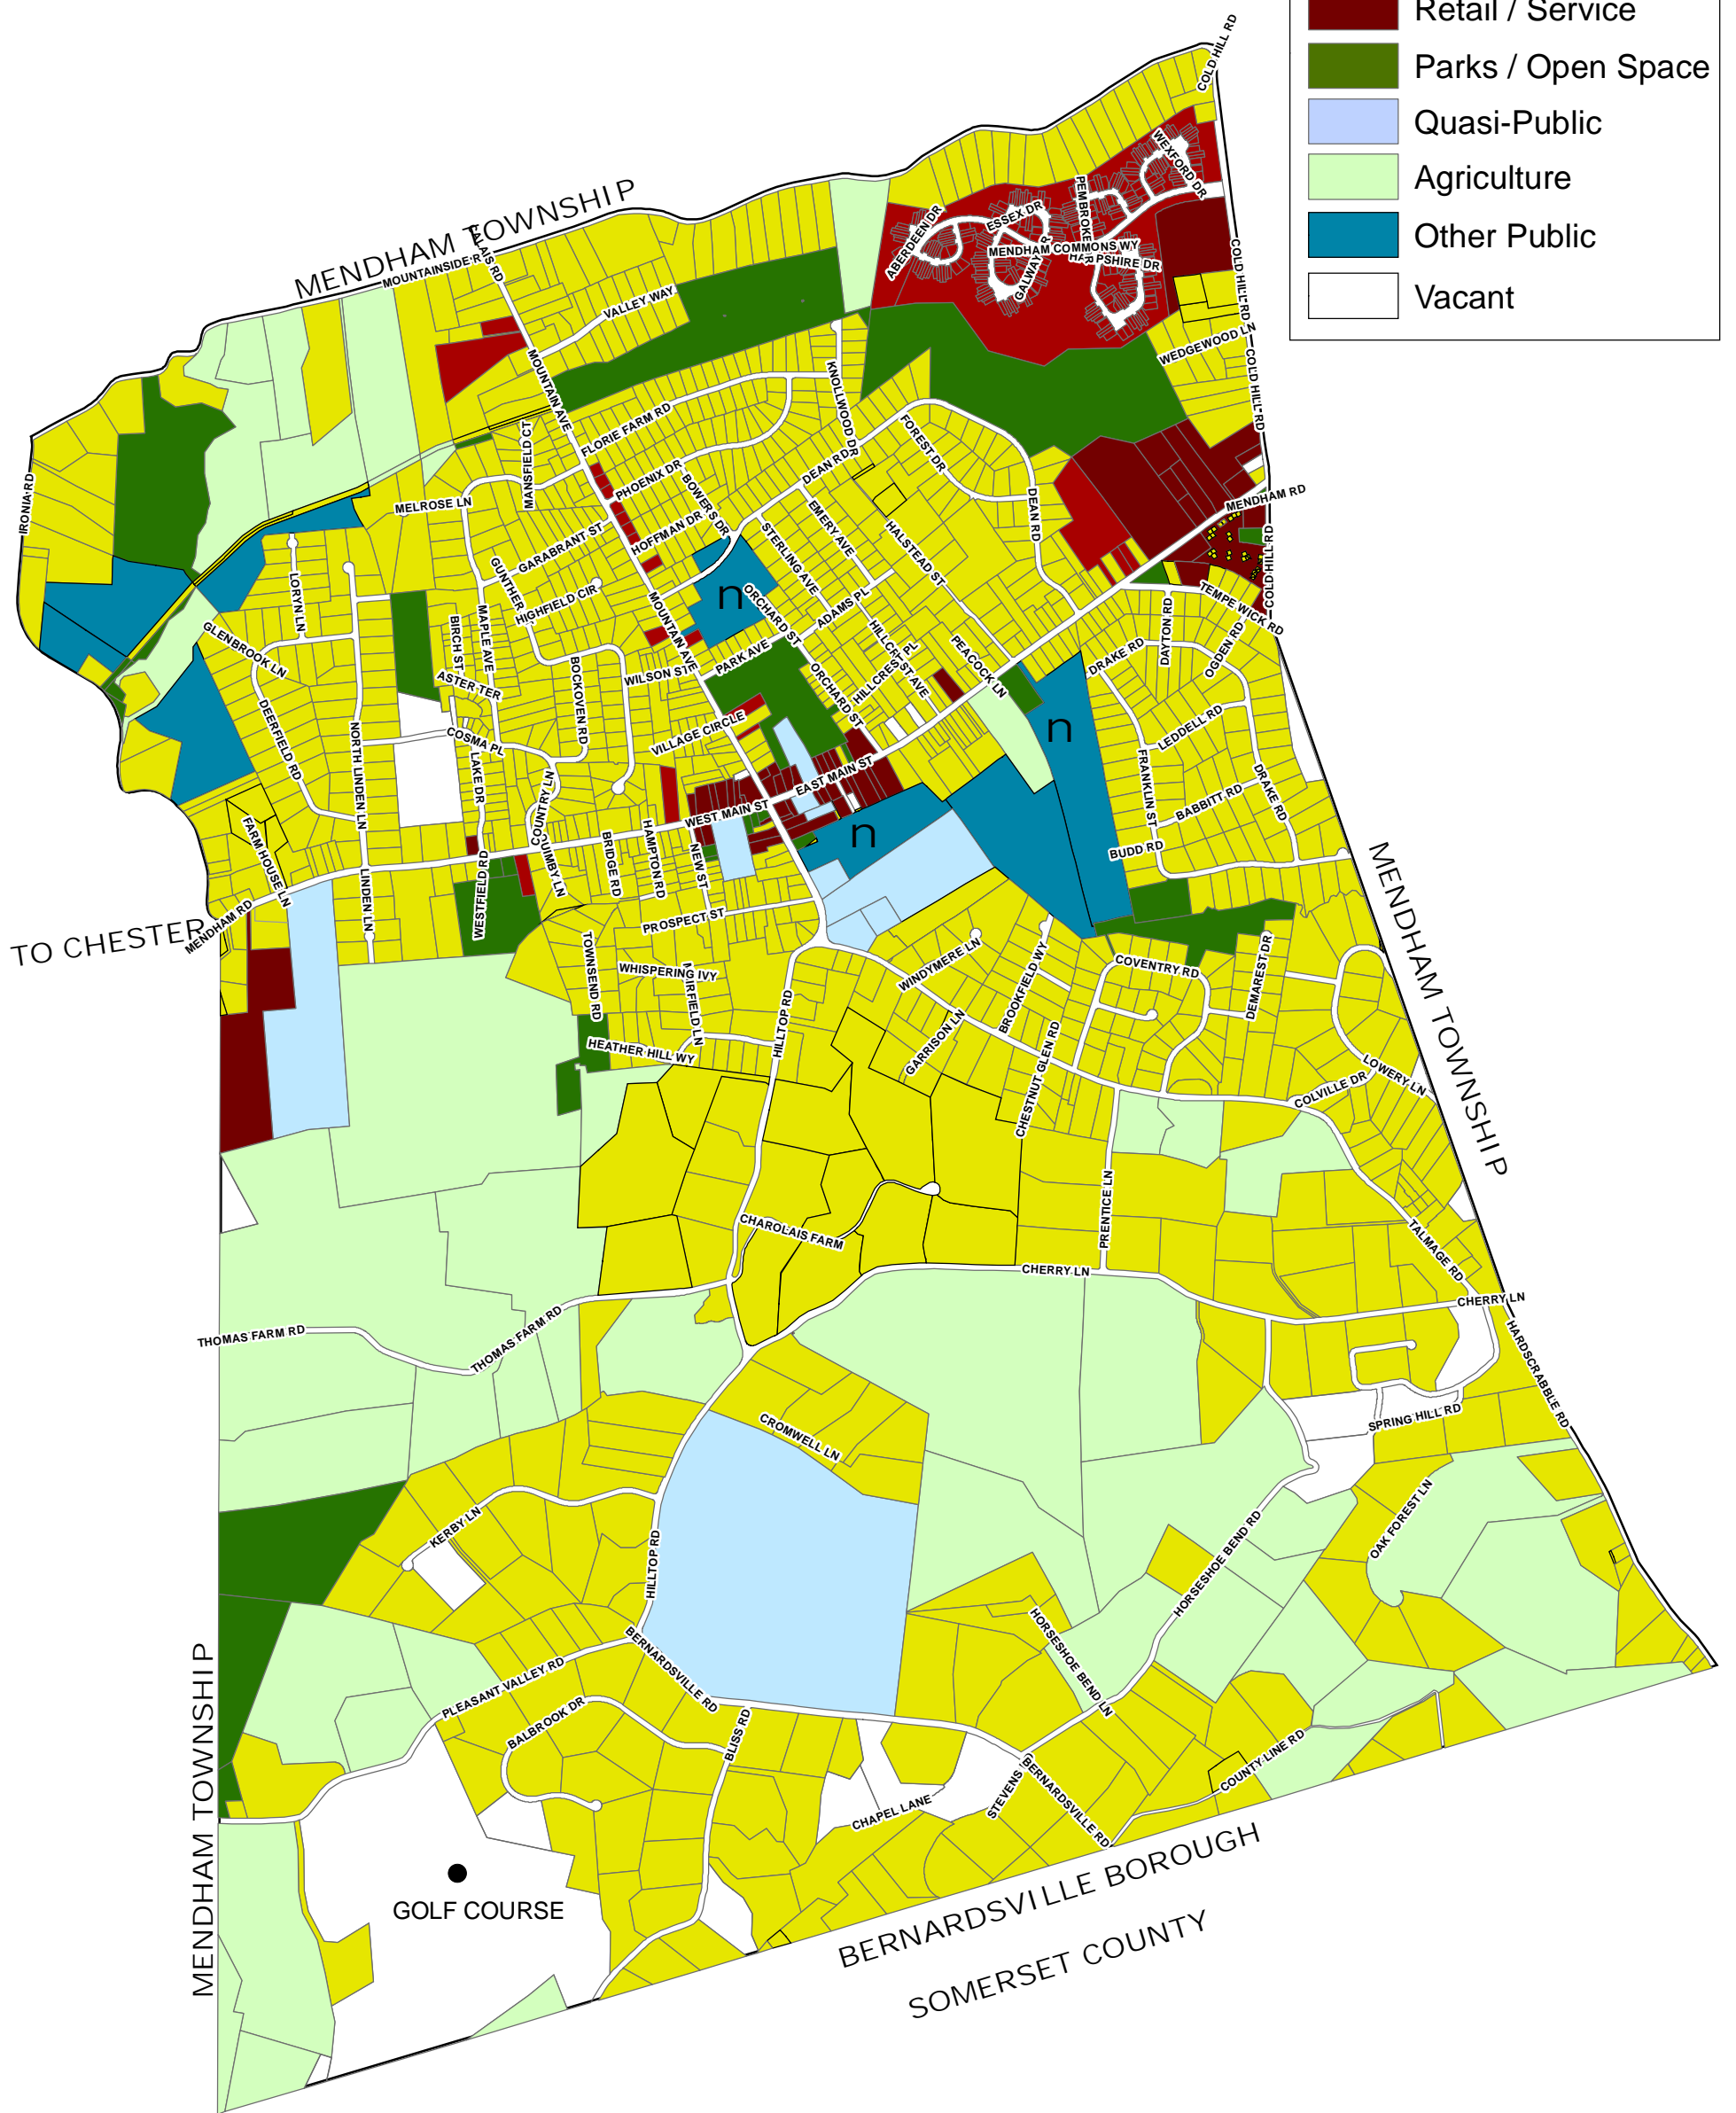 Retail / Service
Parks / Open Space
Quasi-Public
Agriculture
Other Public
Vacant
COLD HILL RD
WEXFORD DR
MENDHAM TOWNSHIP
MOUNTAINSIDE R
PEMBROKE
ESSEX DR
ABERDEEN DR
MENDHAM COMMONS WY
GALWAY
PSHIRE DR
COLD HILL RD
VALLEY WAY
WEDGEWOOD LN
MOUNTAIN AVE
KNOLLWOOD DR
COLD HILL RD
FLORIE FARM RD
MANSFIELD CT
FOREST DR
DEAN RD
PHOENIX DR
BOWERS DR
IRONIA RD
MELROSE LN
MENDHAM RD
DEAN RD
EMERY AVE
HOFFMAN DR
GARABRANT ST
STERLING AVE
HALSTEAD ST
COLD HILL RD
GUNTHER
HIGHFIELD CIR
LORYN LN
n
MOUNTAIN AVE
ORCHARD ST
ADAMS PL
TEMPE WICK RD
MAPLE AVE
BIRCH ST
GLENBROOK LN
HILLCREST AVE
PEACOCK LN
DAYTON RD
OGDEN RD
DRAKE RD
PARK AVE
WILSON ST
HILLCREST PL
ORCHARD ST
ASTER TER
BOCKOVEN RD
n
VILLAGE CIRCLE
COSMA PL
DEERFIELD RD
LEDDELL RD
NORTH LINDEN LN
LAKE DR
COUNTRY LN
EAST MAIN ST
FRANKLIN ST
DRAKE RD
BABBITT RD
WEST MAIN ST
n
FARM HOUSE LN
BRIDGE RD
HAMPTON RD
NEW ST
BUDD RD
WESTFIELD RD
LINDEN LN
PROSPECT ST
MENDHAM RD
TO CHESTER
MENDHAM TOWNSHIP
TOWNSEND RD
WHISPERING IVY
WINDYMERE LN
BROOKFIELD WY
COVENTRY RD
DEMAREST DR
HILLTOP RD
HEATHER HILL WY
GARRISON LN
CHESTNUT GLEN RD
LOWERY LN
COLVILLE DR
PRENTICE LN
CHAROLAIS FARM
TALMAGE RD
CHERRY LN
CHERRY LN
THOMAS FARM RD
THOMAS FARM RD
HARDSCRABBLE RD
CROMWELL LN
SPRING HILL RD
KERBY LN
OAK FOREST LN
HORSESHOE BEND RD
HILLTOP RD
HORSESHOE BEND LN
BERNARDSVILLE RD
PLEASANT VALLEY RD
BALBROOK DR
BLISS RD
MENDHAM TOWNSHIP
COUNTY LINE RD
STEVENS
CHAPEL LANE
BERNARDSVILLE RD
GOLF COURSE
BERNARDSVILLE BOROUGH
SOMERSET COUNTY